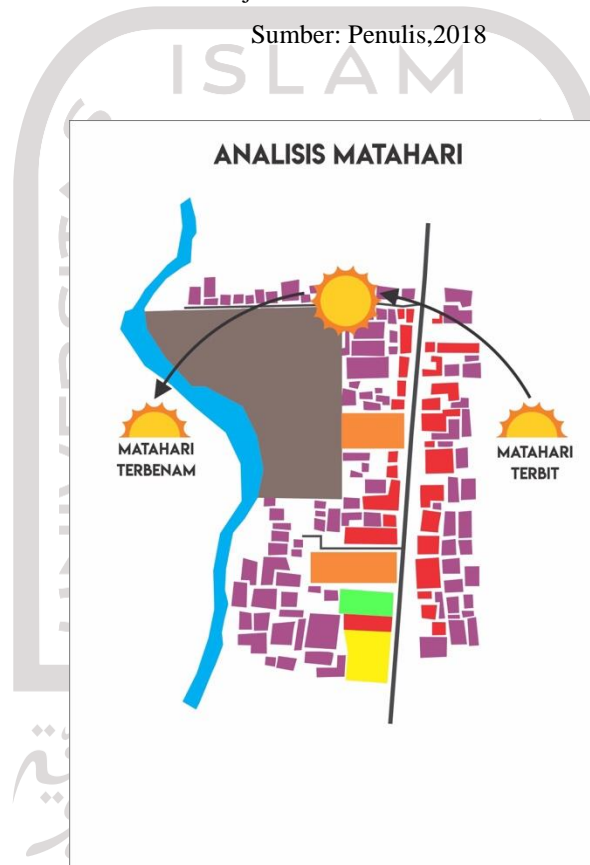 Sumber: Penulis,2018
ISLAM
ANALISIS MATAHARI
MATAHARI
TERBENAM
MATAHARI
TERBIT